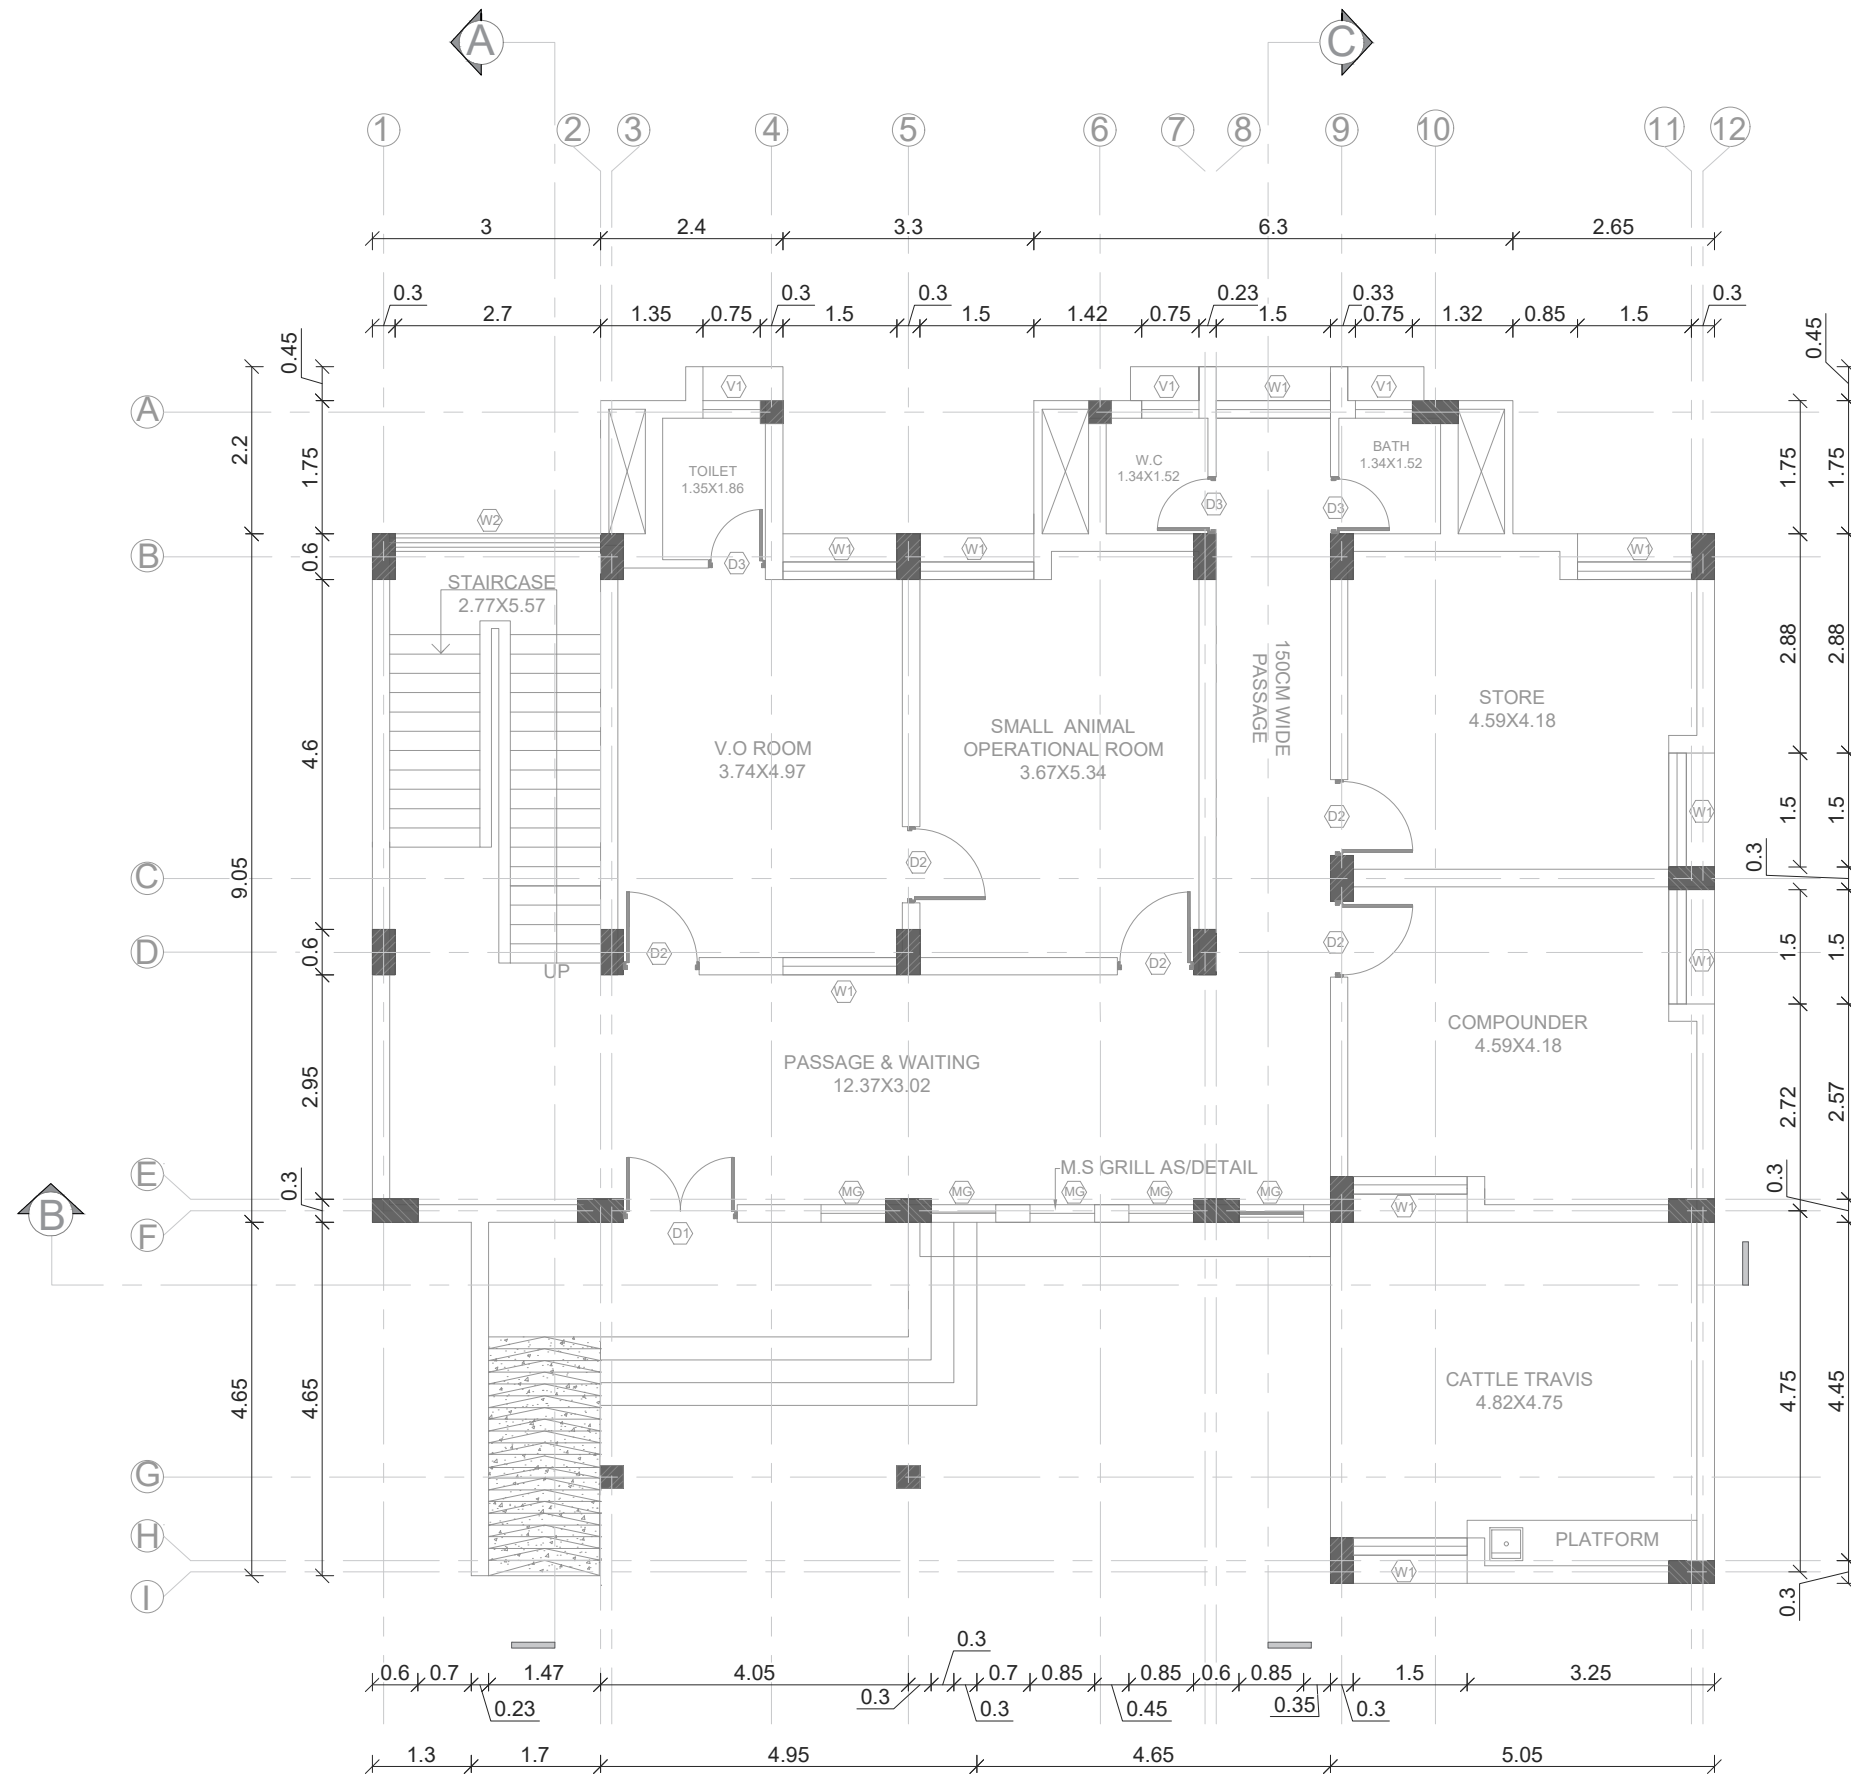 A
C
1
2
3
4
5
6
7
8
9
10
11
12
3
2.4
3.3
6.3
2.65
0.3
0.3
0.3
0.23
0.33
0.3
2.7
1.35
0.75
1.5
1.5
1.42
0.75
1.5
0.75
1.32
0.85
1.5
0.45
0.45
V1
V1
W1
V1
A
2.2
1.75
TOILET
1.35X1.86
W.C
1.34X1.52
BATH
1.34X1.52
1.75
1.75
D3
D3
W2
B
0.6
W1
W1
W1
D3
STAIRCASE
2.77X5.57
150CM WIDE
PASSAGE
2.88
2.88
STORE
4.59X4.18
SMALL ANIMAL
OPERATIONAL ROOM
3.67X5.34
V.O ROOM
3.74X4.97
4.6
D2
W1
1.5
1.5
0.3
D2
C
9.05
D
0.6
UP
D2
D2
D2
W1
1.5
1.5
W1
COMPOUNDER
4.59X4.18
PASSAGE & WAITING
12.37X3.02
2.95
2.72
2.57
E
0.3
M.S GRILL AS/DETAIL
0.3
MG
MG
MG
MG
MG
W1
B
F
D1
CATTLE TRAVIS
4.82X4.75
4.65
4.65
4.75
4.45
G
H
PLATFORM
I
W1
0.3
0.3
0.6
0.7
1.47
4.05
0.7
0.85
0.85
0.6
0.85
1.5
3.25
0.23
0.3
0.3
0.45
0.35
0.3
1.3
1.7
4.95
4.65
5.05